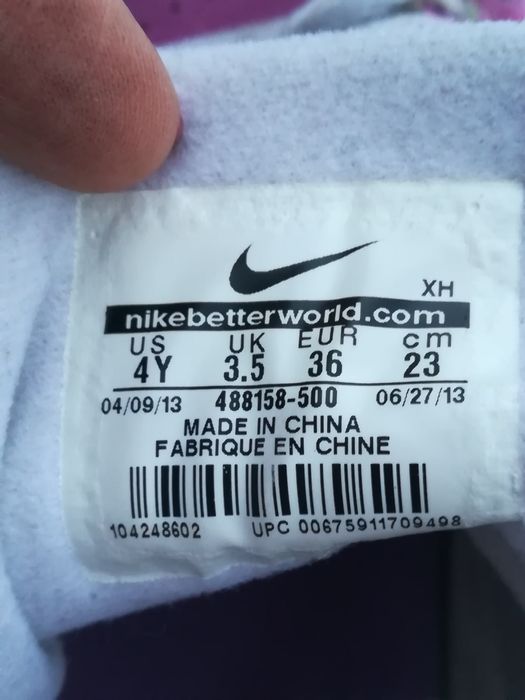 XH
nikebetterworld.com
US UK EUR cm
4Y 3.5 36 23
04/09/13 488158-500 06/27/13
MADE IN CHINA
FABRIQUE EN CHINE
104248602 UPC 00675911709498